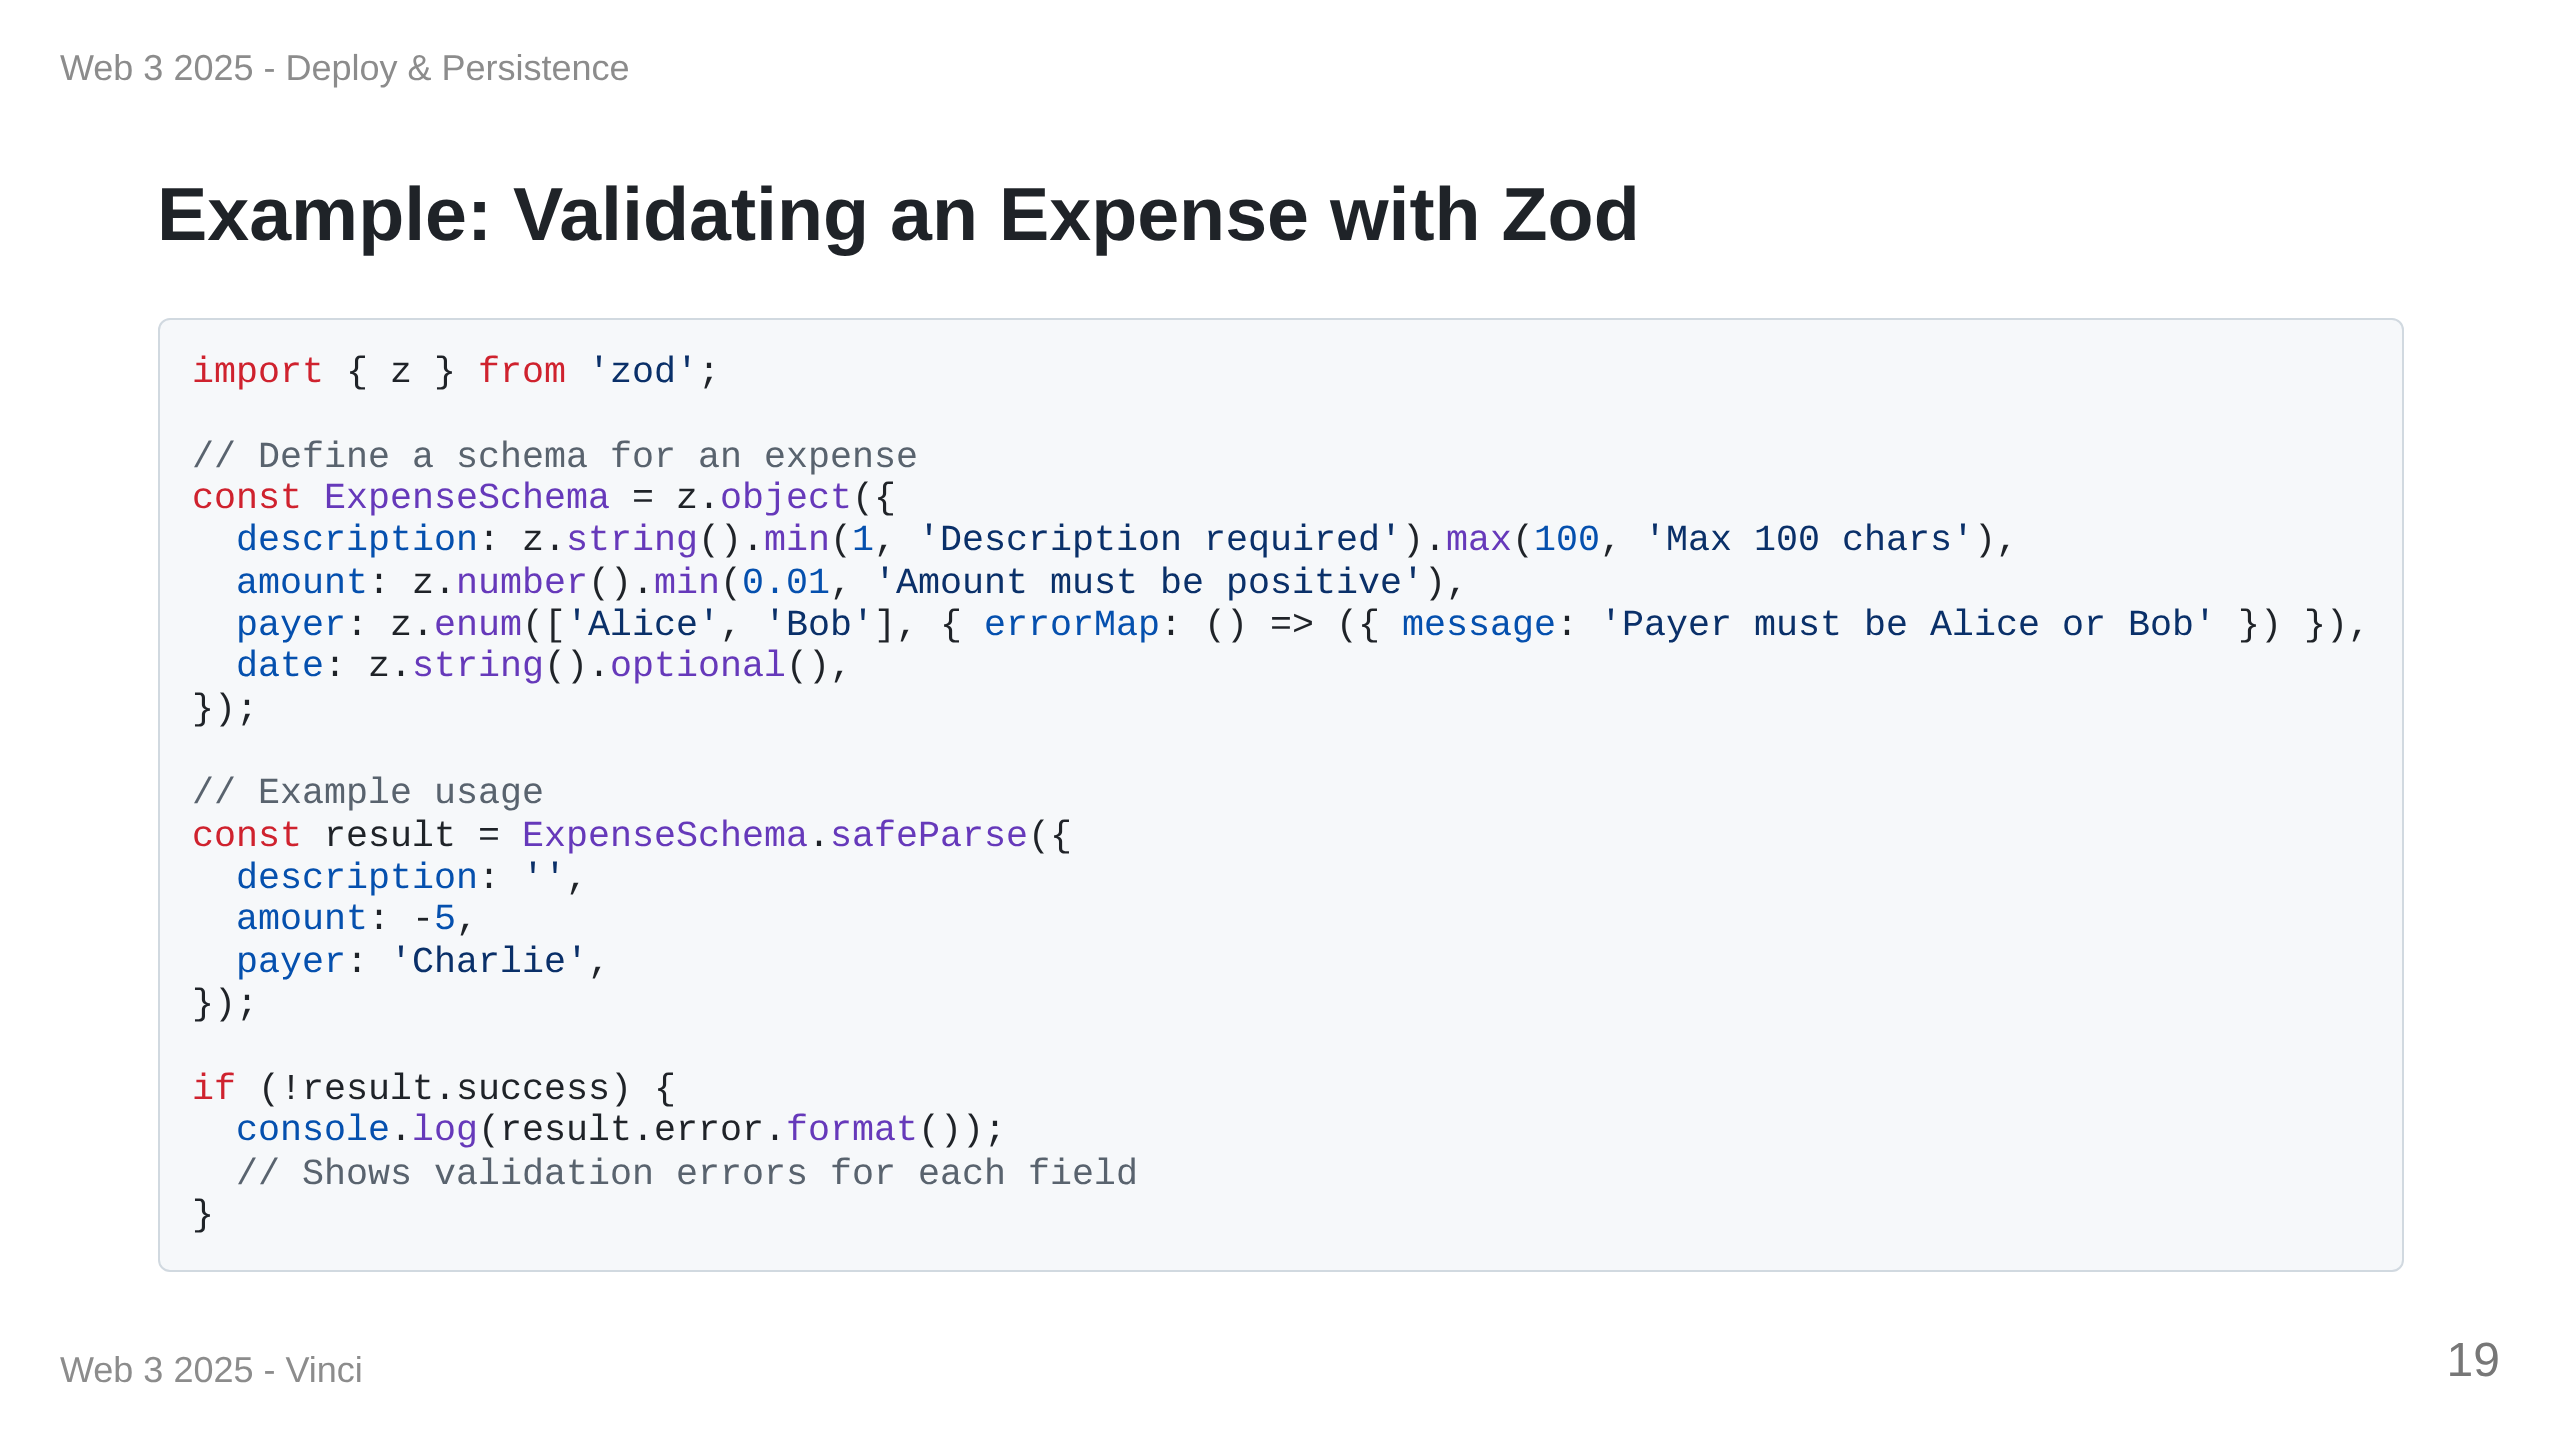 Web 3 2025 - Deploy & Persistence
Example: Validating an Expense with Zod
import { z } from 'zod';
// Define a schema for an expense
const ExpenseSchema = z.object({
  description: z.string().min(1, 'Description required').max(100, 'Max 100 chars'),
  amount: z.number().min(0.01, 'Amount must be positive'),
  payer: z.enum(['Alice', 'Bob'], { errorMap: () => ({ message: 'Payer must be Alice or Bob' }) }),
  date: z.string().optional(),
});
// Example usage
const result = ExpenseSchema.safeParse({
  description: '',
  amount: -5,
  payer: 'Charlie',
});
if (!result.success) {
  console.log(result.error.format());
  // Shows validation errors for each field
}
Web 3 2025 - Vinci
19